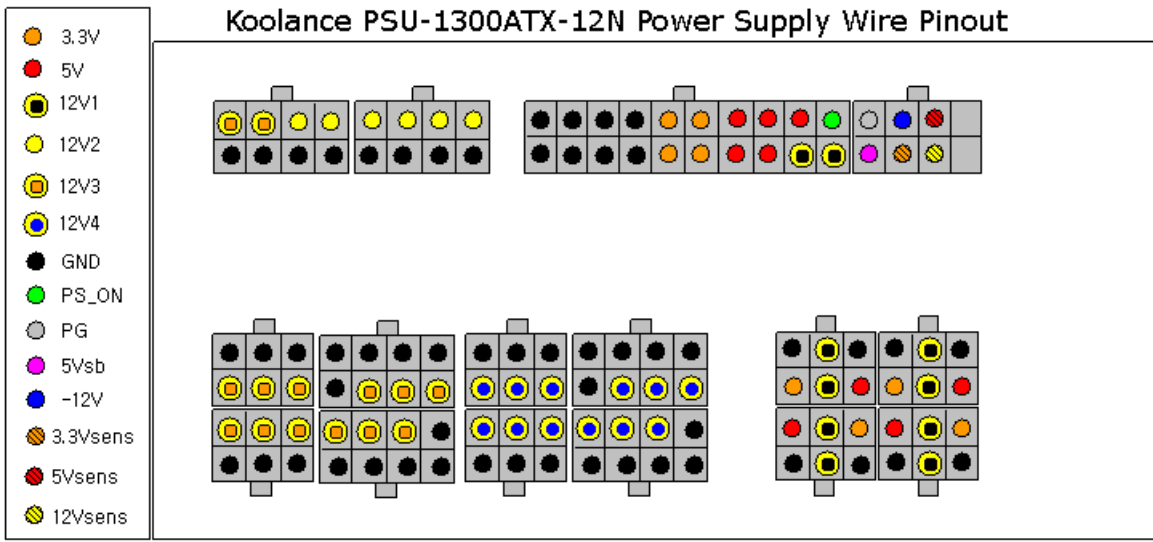 Koolance PSU-1300ATX-12N Power Supply Wire Pinout
3.3V
5V
12V1
12V2
12V3
12V4
GND
PS_ON
PG
5Vsb
-12V
3.3Vsens
5Vsens
12Vsens